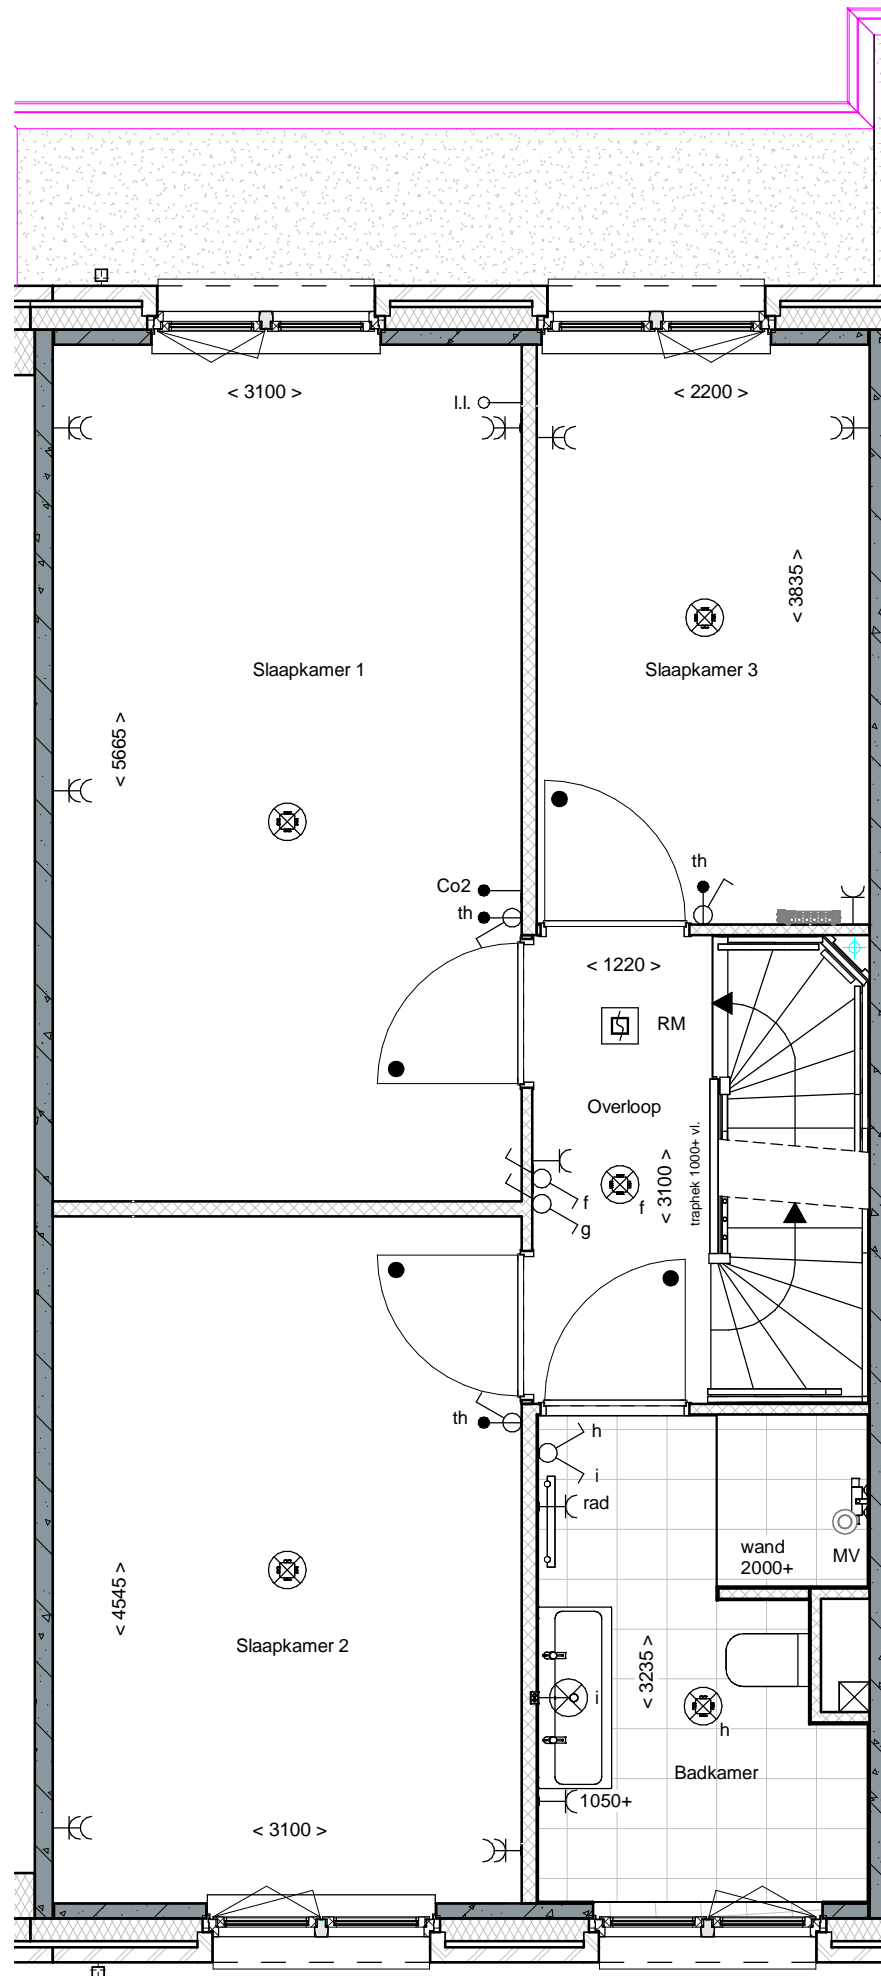 < 3100 >
l.l.
< 2200 >
< 3835 >
Slaapkamer 1
Slaapkamer 3
< 5665 >
th
Co2
th
< 1220 >
RM
Overloop
traphek 1000+ vl.
< 3100 >
f
f
g
th
h
i
rad
wand
2000+
MV
< 4545 >
Slaapkamer 2
< 3235 >
i
h
Badkamer
1050+
< 3100 >